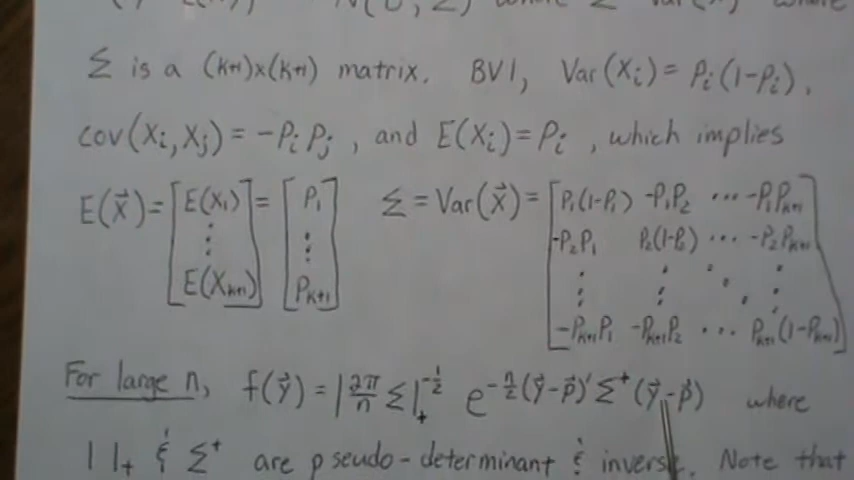 Σ is a (k+1)x(k+1) matrix. BVI, Var(Xi) = Pi(1-Pi),
cov(Xi, Xj) = -Pi Pj, and E(Xi) = Pi, which implies
E(X⃗) = [E(X1) ⋮ E(Xk+1)] = [P1 ⋮ Pk+1] Σ = Var(X⃗) = [P1(1-P1) -P1P2 ⋯ -P1Pk+1
-P2P1 P2(1-P2) ⋯ -P2Pk+1
⋮ ⋮ ⋱ ⋮
-Pk+1P1 -Pk+1P2 ⋯ Pk+1(1-Pk+1)]
For large n, f(y⃗) = |2π/n Σ|₊^(-1/2) e^(-n/2 (y⃗-p⃗)' Σ⁺ (y⃗-p⃗)) where
| |₊ & Σ⁺ are pseudo-determinant & inverse. Note that